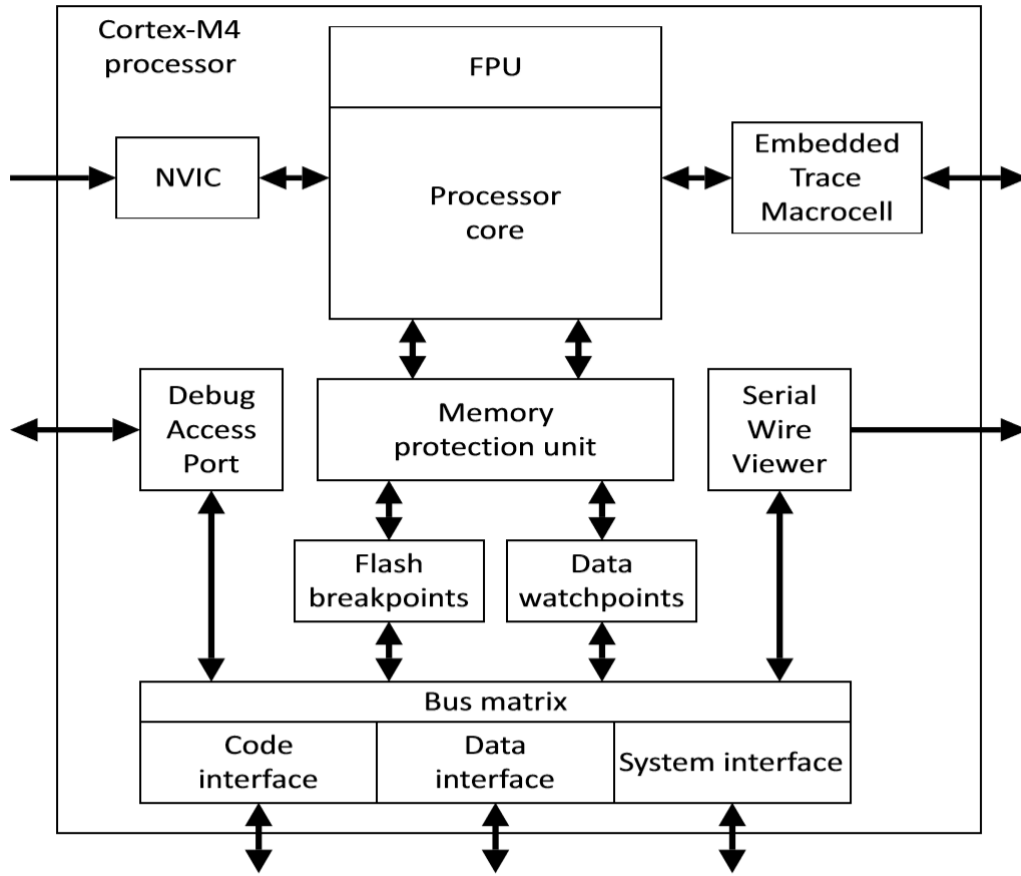 Cortex-M4
processor
FPU
NVIC
Processor
core
Embedded
Trace
Macrocell
Debug
Access
Port
Memory
protection unit
Serial
Wire
Viewer
Flash
breakpoints
Data
watchpoints
Bus matrix
Code
interface
Data
interface
System interface